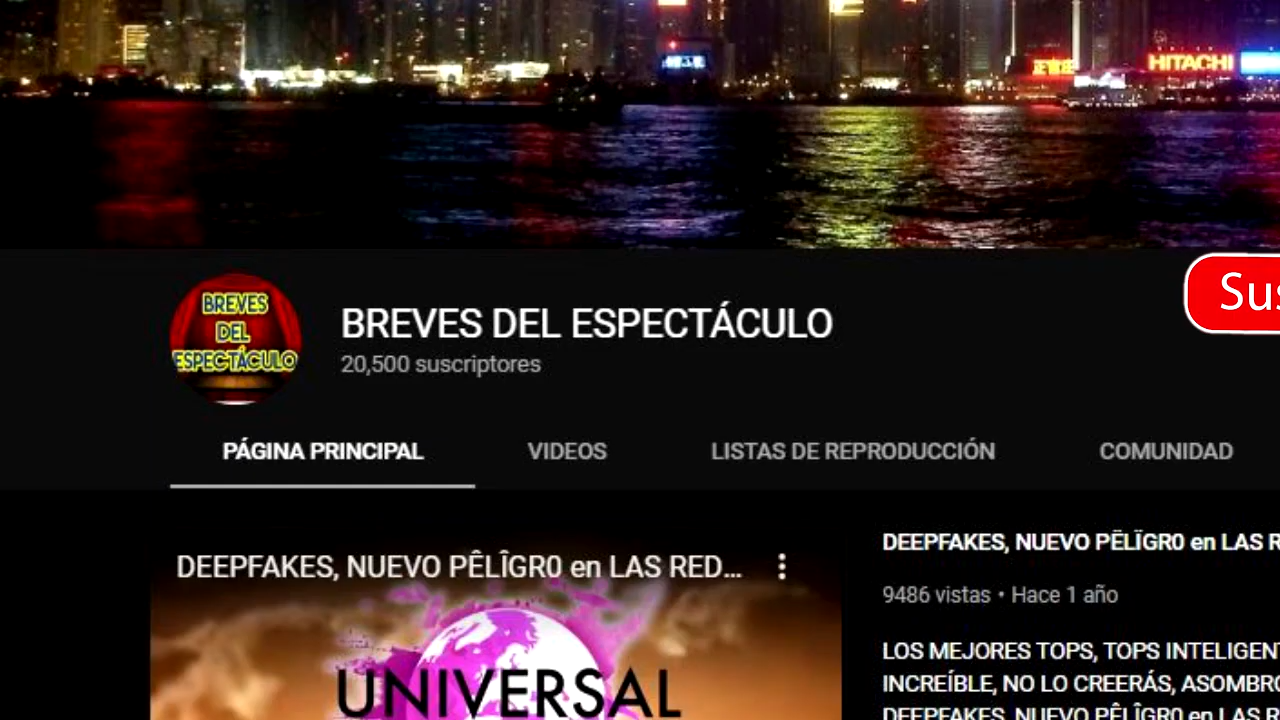 HITACHI
BREVES
DEL
ESPECTÁCULO
BREVES DEL ESPECTÁCULO
20,500 suscriptores
Sus
PÁGINA PRINCIPAL
VIDEOS
LISTAS DE REPRODUCCIÓN
COMUNIDAD
DEEPFAKES, NUEVO PÊLÎGR0 en LAS RED...
UNIVERSAL
DEEPFAKES, NUEVO PËLÏGR0 en LAS R
9486 vistas • Hace 1 año
LOS MEJORES TOPS, TOPS INTELIGENT
INCREÍBLE, NO LO CREERÁS, ASOMBRO
DEEPFAKES, NUEVO PÊLÎGR0 en LAS R